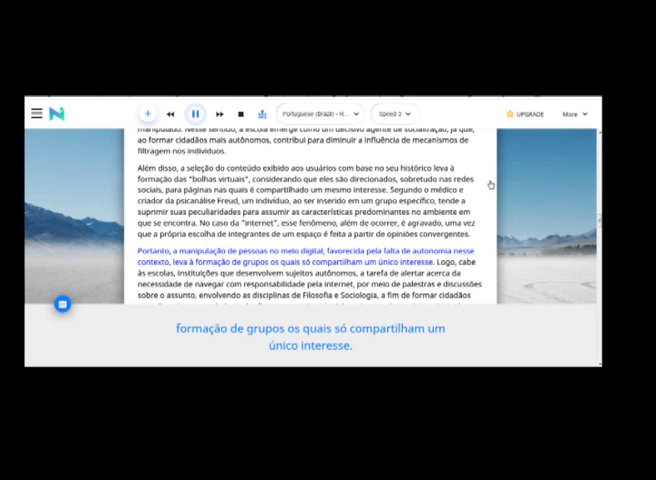 Portuguese (Brazil) - R...
Speed 3
UPGRADE
More
manipulado. Nesse sentido, a escola emerge como um decisivo agente de socialização, já que,
ao formar cidadãos mais autônomos, contribui para diminuir a influência de mecanismos de
filtragem nos indivíduos.
Além disso, a seleção do conteúdo exibido aos usuários com base no seu histórico leva à
formação das "bolhas virtuais", considerando que eles são direcionados, sobretudo nas redes
sociais, para páginas nas quais é compartilhado um mesmo interesse. Segundo o médico e
criador da psicanálise Freud, um indivíduo, ao ser inserido em um grupo específico, tende a
suprimir suas peculiaridades para assumir as características predominantes no ambiente em
que se encontra. No caso da "internet", esse fenômeno, além de ocorrer, é agravado, uma vez
que a própria escolha de integrantes de um espaço é feita a partir de opiniões convergentes.
Portanto, a manipulação de pessoas no meio digital, favorecida pela falta de autonomia nesse
contexto, leva à formação de grupos os quais só compartilham um único interesse. Logo, cabe
às escolas, instituições que desenvolvem sujeitos autônomos, a tarefa de alertar acerca da
necessidade de navegar com responsabilidade pela internet, por meio de palestras e discussões
sobre o assunto, envolvendo as disciplinas de Filosofia e Sociologia, a fim de formar cidadãos
formação de grupos os quais só compartilham um
único interesse.